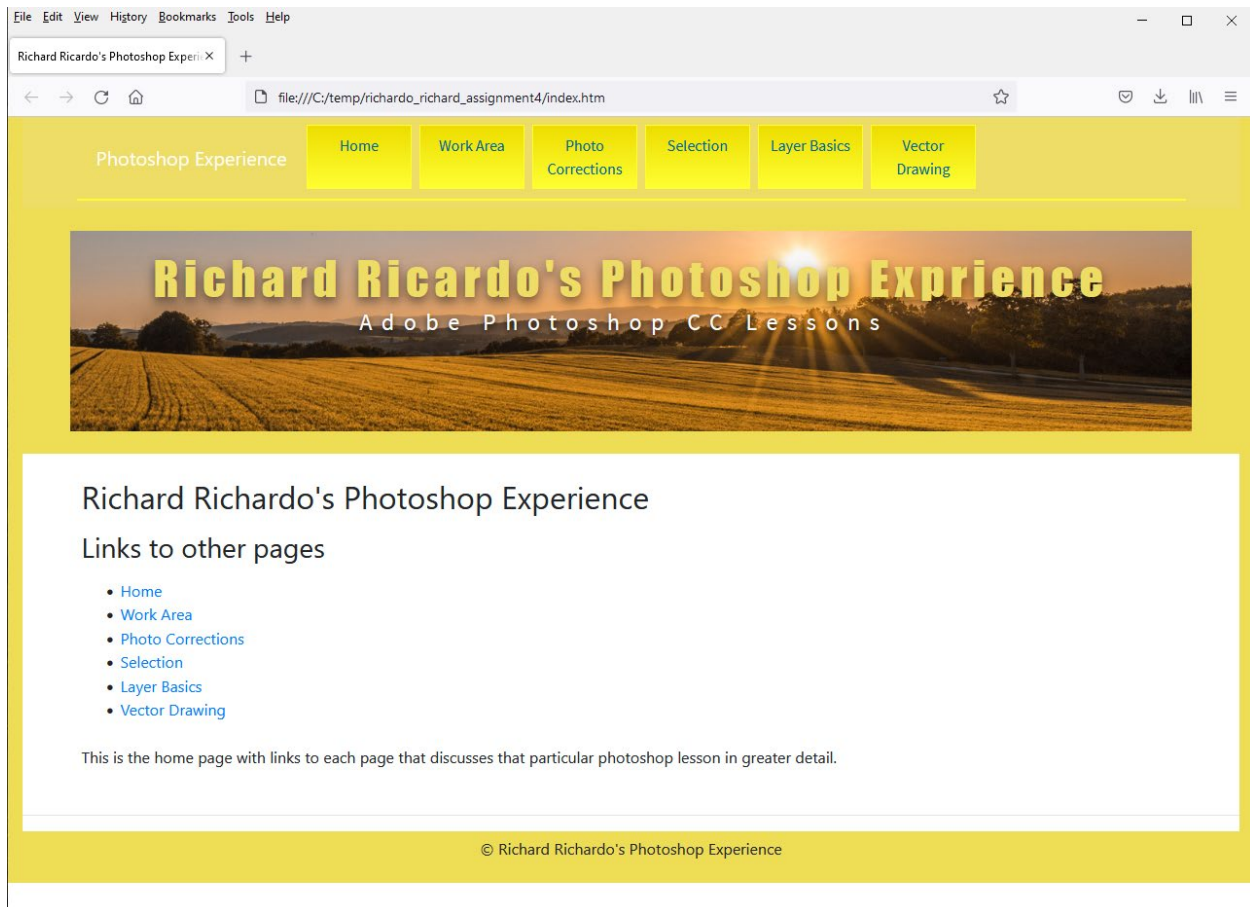 File Edit View History Bookmarks Tools Help
Richard Ricardo's Photoshop Experi
file:///C:/temp/richardo_richard_assignment4/index.htm
Photoshop Experience
Home
Work Area
Photo
Corrections
Selection
Layer Basics
Vector
Drawing
Richard Ricardo's Photoshop Exprience
Adobe Photoshop CC Lessons
Richard Richardo's Photoshop Experience
Links to other pages
• Home
• Work Area
• Photo Corrections
• Selection
• Layer Basics
• Vector Drawing
This is the home page with links to each page that discusses that particular photoshop lesson in greater detail.
© Richard Richardo's Photoshop Experience